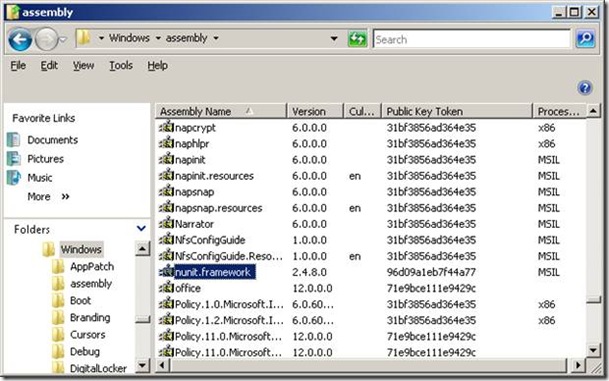 assembly
Windows assembly Search
File Edit View Tools Help
Favorite Links
Documents
Pictures
Music
More »
Folders
Windows
AppPatch
assembly
Boot
Branding
Cursors
Debug
DigitalLocker
Assembly Name Version Cul... Public Key Token Proces...
napcrypt 6.0.0.0 31bf3856ad364e35 x86
naphlpr 6.0.0.0 31bf3856ad364e35 x86
napinit 6.0.0.0 31bf3856ad364e35 MSIL
napinit.resources 6.0.0.0 en 31bf3856ad364e35 MSIL
napsnap 6.0.0.0 31bf3856ad364e35 MSIL
napsnap.resources 6.0.0.0 en 31bf3856ad364e35 MSIL
Narrator 6.0.0.0 31bf3856ad364e35 MSIL
NfsConfigGuide 1.0.0.0 31bf3856ad364e35 MSIL
NfsConfigGuide.Reso... 1.0.0.0 en 31bf3856ad364e35 MSIL
nunit.framework 2.4.8.0 96d09a1eb7f44a77 MSIL
office 12.0.0.0 71e9bce111e9429c
Policy.1.0.Microsoft.I... 6.0.60... 31bf3856ad364e35 x86
Policy.1.2.Microsoft.I... 6.0.60... 31bf3856ad364e35 x86
Policy.11.0.Microsoft... 12.0.0.0 71e9bce111e9429c
Policy.11.0.Microsoft... 12.0.0.0 71e9bce111e9429c